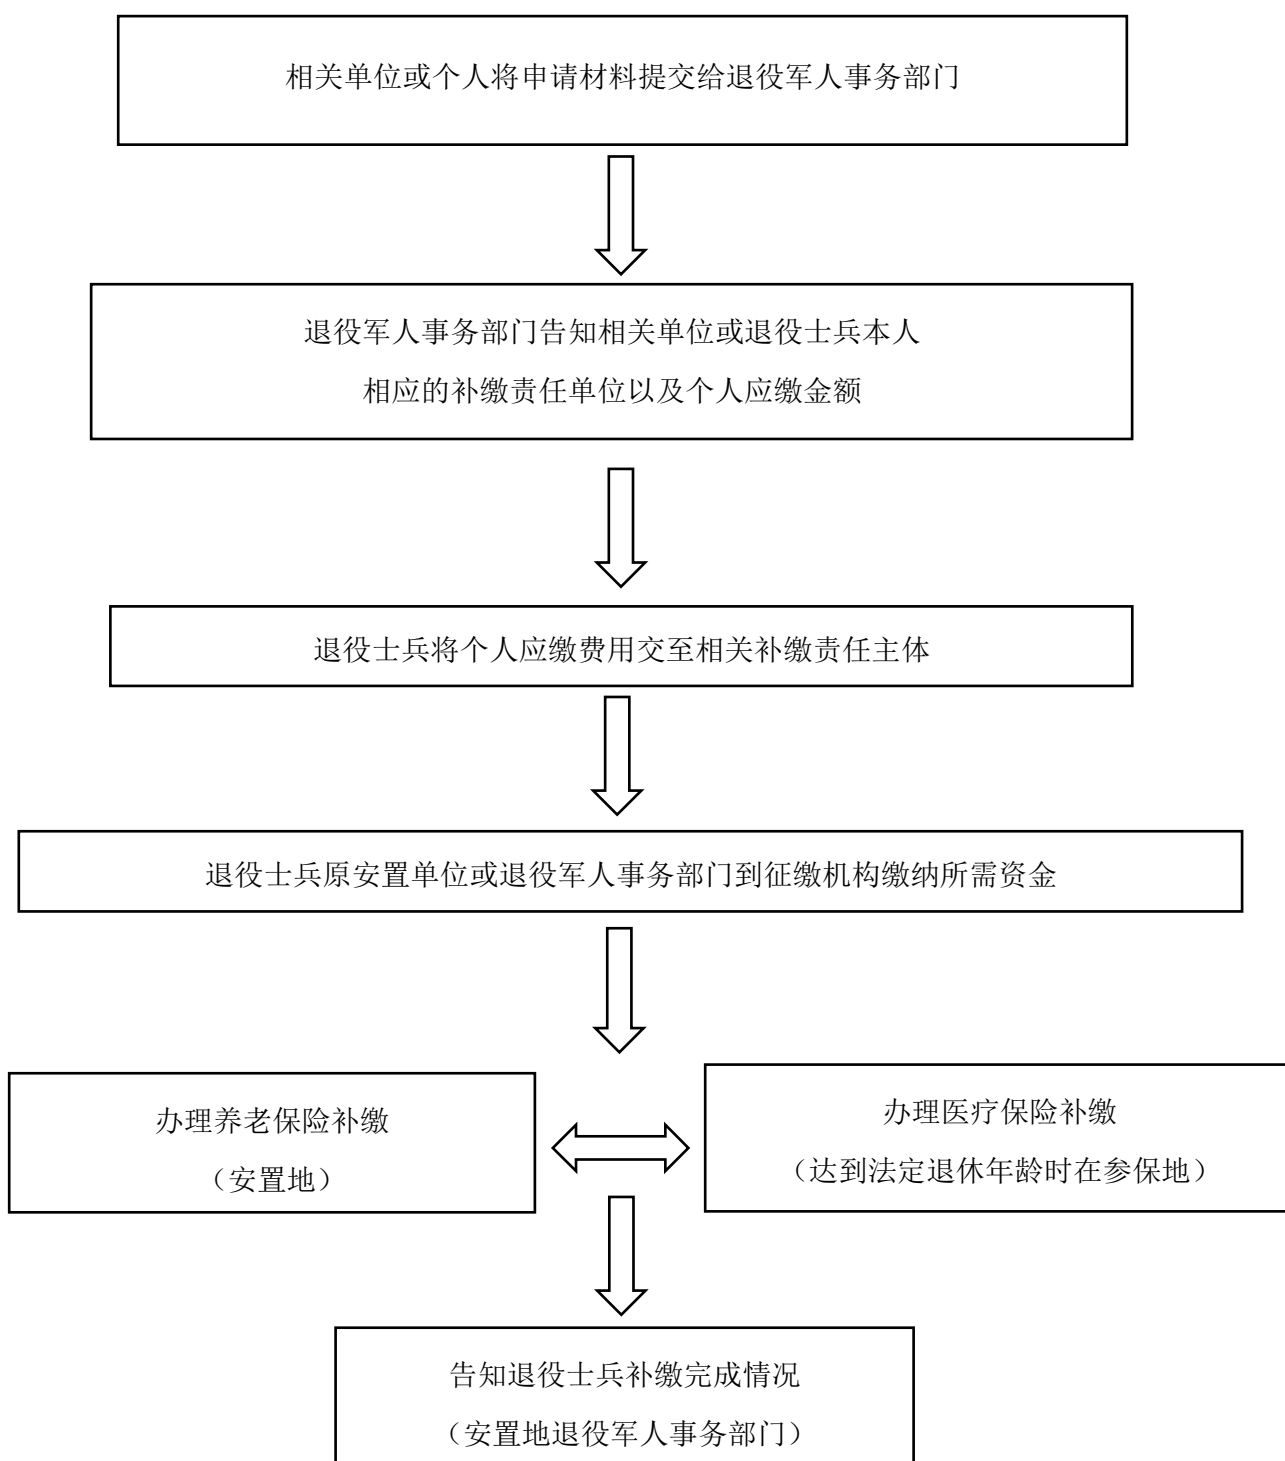 相关单位或个人将申请材料提交给退役军人事务部门
退役军人事务部门告知相关单位或退役士兵本人
相应的补缴责任单位以及个人应缴金额
退役士兵将个人应缴费用交至相关补缴责任主体
退役士兵原安置单位或退役军人事务部门到征缴机构缴纳所需资金
办理养老保险补缴
（安置地）
办理医疗保险补缴
（达到法定退休年龄时在参保地）
告知退役士兵补缴完成情况
（安置地退役军人事务部门）